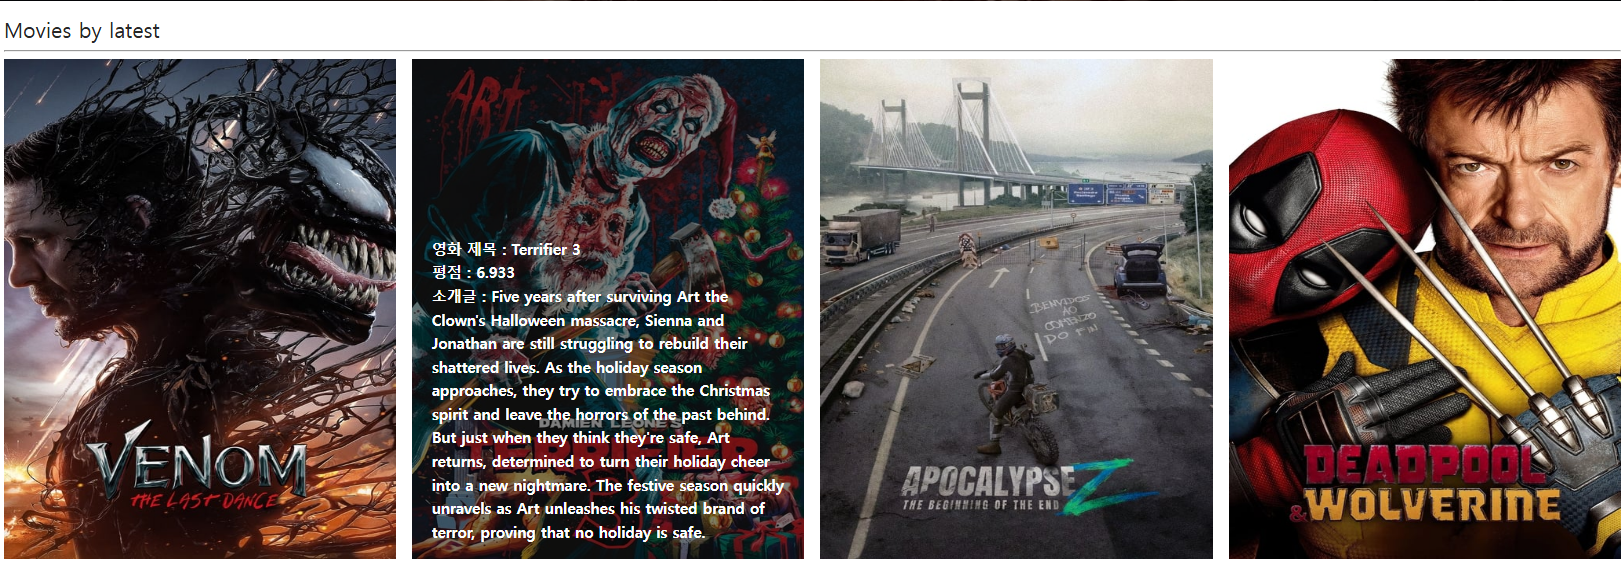 Movies by latest
VENOM
THE LAST DANCE
ART
영화 제목 : Terrifier 3
평점 : 6.933
소개글 : Five years after surviving Art the
Clown's Halloween massacre, Sienna and
Jonathan are still struggling to rebuild their
shattered lives. As the holiday season
approaches, they try to embrace the Christmas
spirit and leave the horrors of the past behind.
But just when they think they're safe, Art
returns, determined to turn their holiday cheer
into a new nightmare. The festive season quickly
unravels as Art unleashes his twisted brand of
terror, proving that no holiday is safe.
DAMIEN LEONE'S
TERRIFIER
BENVIDOS
AO
COMEZO
DO FIN
APOCALYPSE Z
THE BEGINNING OF THE END
DEADPOOL
& WOLVERINE